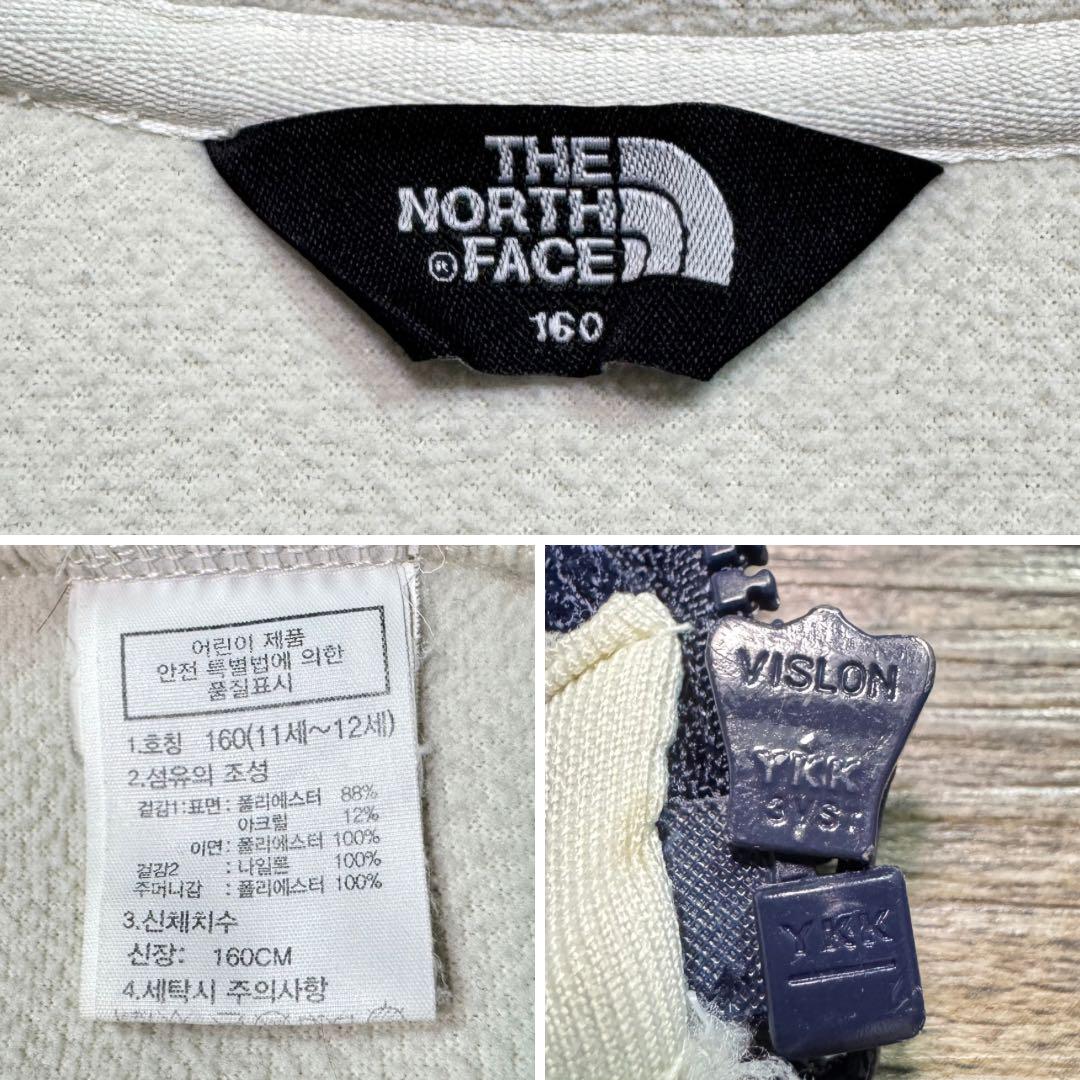 THE
NORTH
® FACE
160
어린이 제품
안전 특별법에 의한
품질표시
1.호칭 160(11세~12세)
2.섬유의 조성
겉감1:표면: 폴리에스터 88%
아크릴 12%
이면: 폴리에스터 100%
겉감2 : 나일론 100%
주머니감 : 폴리에스터 100%
3.신체치수
신장: 160CM
4.세탁시 주의사항
VISLON
YKK
3VS
YKK